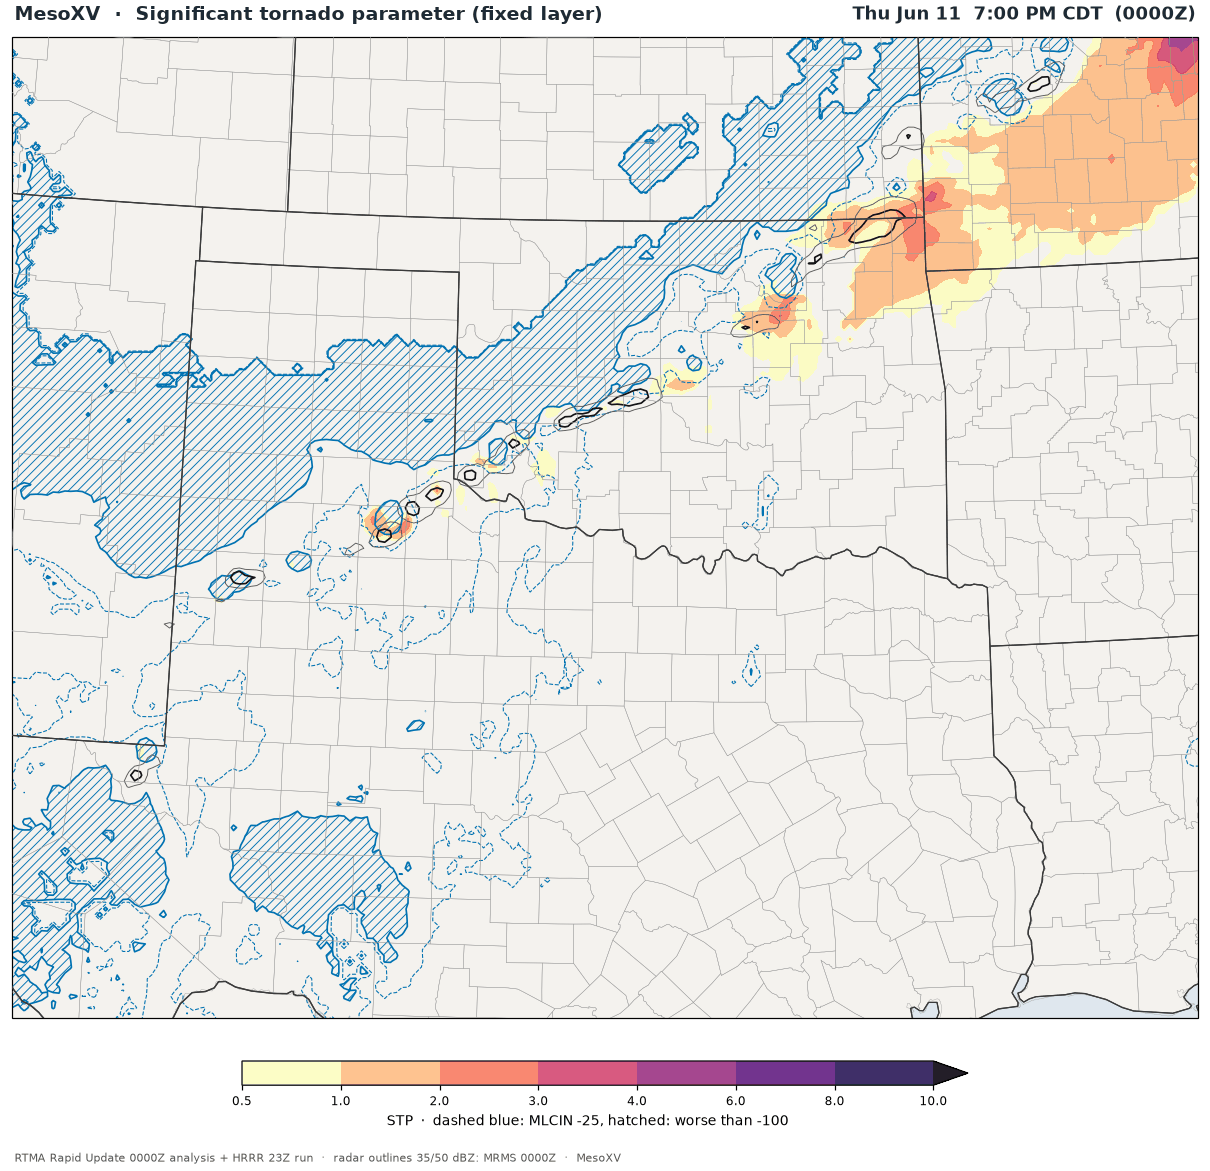 MesoXV · Significant tornado parameter (fixed layer)
Thu Jun 11 7:00 PM CDT (0000Z)
0.5 1.0 2.0 3.0 4.0 6.0 8.0 10.0
STP · dashed blue: MLCIN -25, hatched: worse than -100
RTMA Rapid Update 0000Z analysis + HRRR 23Z run · radar outlines 35/50 dBZ: MRMS 0000Z · MesoXV